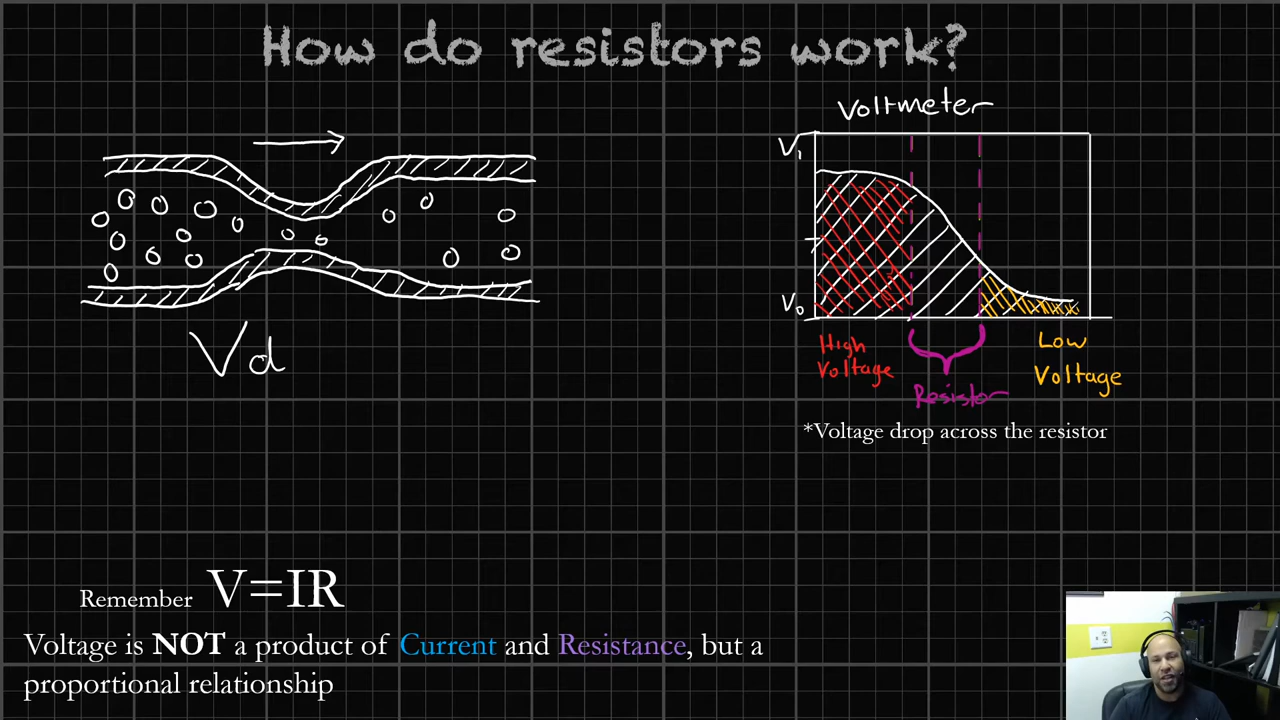 How do resistors work?
Voltmeter
V1
V0
High
Voltage
Resistor
Low
Voltage
*Voltage drop across the resistor
Vd
Remember V=IR
Voltage is NOT a product of Current and Resistance, but a
proportional relationship